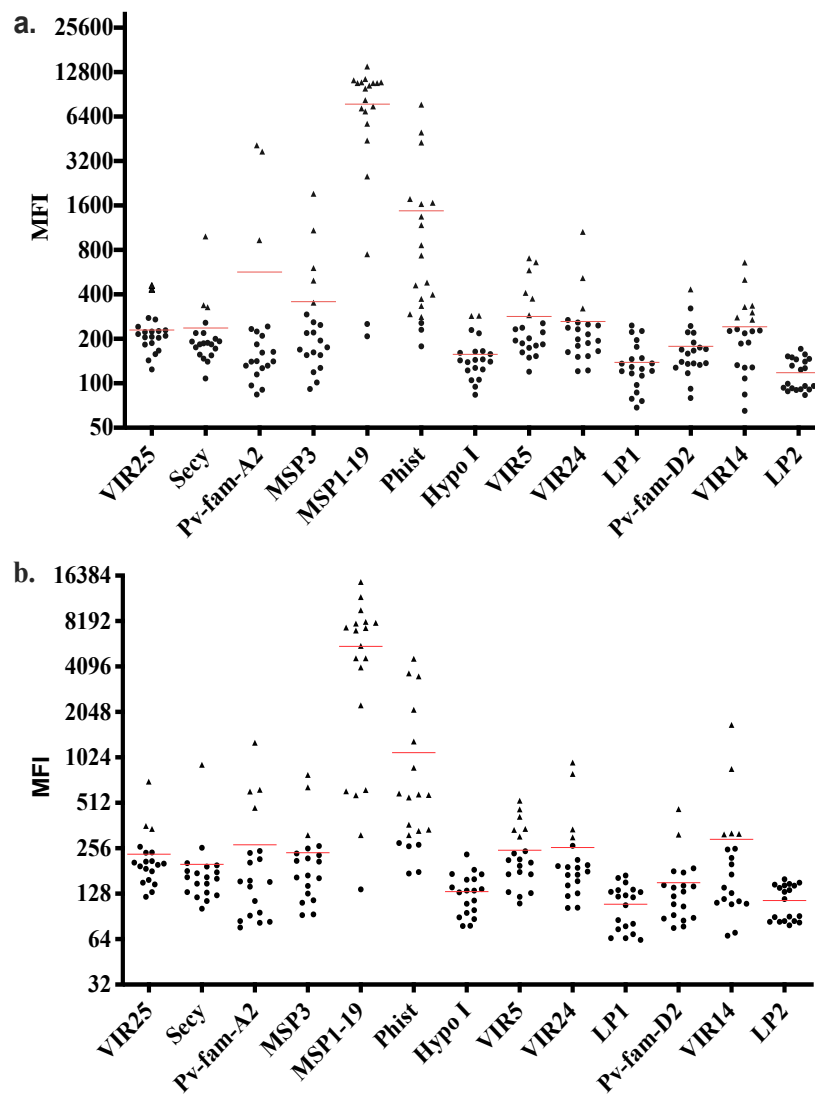 a.
25600
12800
6400
3200
1600
800
400
200
100
50
MFI
VIR25
Secy
Pv-fam-A2
MSP3
MSP1-19
Phist
Hypo I
VIR5
VIR24
LP1
Pv-fam-D2
VIR14
LP2
b.
16384
8192
4096
2048
1024
512
256
128
64
32
MFI
VIR25
Secy
Pv-fam-A2
MSP3
MSP1-19
Phist
Hypo I
VIR5
VIR24
LP1
Pv-fam-D2
VIR14
LP2